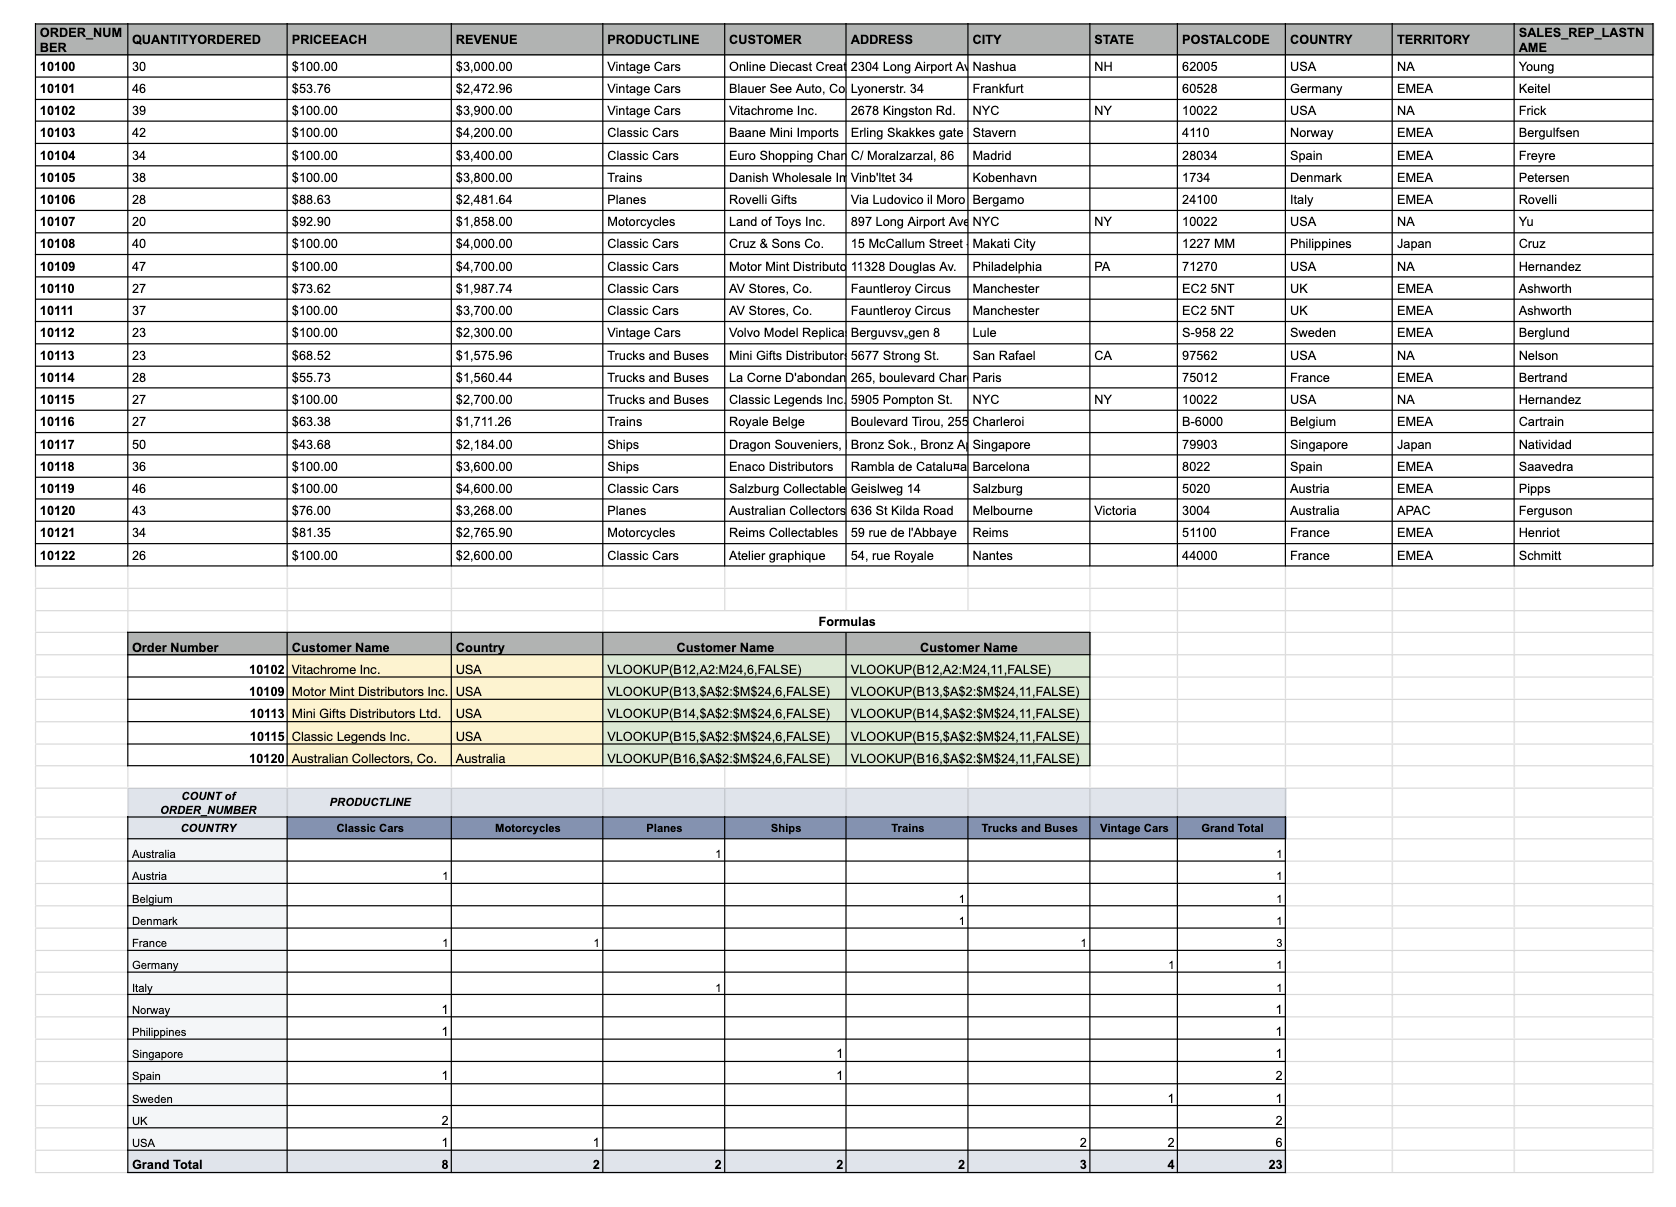 ORDER_NUMBER QUANTITYORDERED PRICEEACH REVENUE PRODUCTLINE CUSTOMER ADDRESS CITY STATE POSTALCODE COUNTRY TERRITORY SALES_REP_LASTNAME
10100 30 $100.00 $3,000.00 Vintage Cars Online Diecast Creat 2304 Long Airport Av Nashua NH 62005 USA NA Young
10101 46 $53.76 $2,472.96 Vintage Cars Blauer See Auto, Co Lyonerstr. 34 Frankfurt 60528 Germany EMEA Keitel
10102 39 $100.00 $3,900.00 Vintage Cars Vitachrome Inc. 2678 Kingston Rd. NYC NY 10022 USA NA Frick
10103 42 $100.00 $4,200.00 Classic Cars Baane Mini Imports Erling Skakkes gate Stavern 4110 Norway EMEA Bergulfsen
10104 34 $100.00 $3,400.00 Classic Cars Euro Shopping Chan C/ Moralzarzal, 86 Madrid 28034 Spain EMEA Freyre
10105 38 $100.00 $3,800.00 Trains Danish Wholesale Im Vinb'ltet 34 Kobenhavn 1734 Denmark EMEA Petersen
10106 28 $88.63 $2,481.64 Planes Rovelli Gifts Via Ludovico il Moro Bergamo 24100 Italy EMEA Rovelli
10107 20 $92.90 $1,858.00 Motorcycles Land of Toys Inc. 897 Long Airport Ave NYC NY 10022 USA NA Yu
10108 40 $100.00 $4,000.00 Classic Cars Cruz & Sons Co. 15 McCallum Street - Makati City 1227 MM Philippines Japan Cruz
10109 47 $100.00 $4,700.00 Classic Cars Motor Mint Distributo 11328 Douglas Av. Philadelphia PA 71270 USA NA Hernandez
10110 27 $73.62 $1,987.74 Classic Cars AV Stores, Co. Fauntleroy Circus Manchester EC2 5NT UK EMEA Ashworth
10111 37 $100.00 $3,700.00 Classic Cars AV Stores, Co. Fauntleroy Circus Manchester EC2 5NT UK EMEA Ashworth
10112 23 $100.00 $2,300.00 Vintage Cars Volvo Model Replica Berguvsv„gen 8 Lule S-958 22 Sweden EMEA Berglund
10113 23 $68.52 $1,575.96 Trucks and Buses Mini Gifts Distributors 5677 Strong St. San Rafael CA 97562 USA NA Nelson
10114 28 $55.73 $1,560.44 Trucks and Buses La Corne D'abondan 265, boulevard Char Paris 75012 France EMEA Bertrand
10115 27 $100.00 $2,700.00 Trucks and Buses Classic Legends Inc. 5905 Pompton St. NYC NY 10022 USA NA Hernandez
10116 27 $63.38 $1,711.26 Trains Royale Belge Boulevard Tirou, 255 Charleroi B-6000 Belgium EMEA Cartrain
10117 50 $43.68 $2,184.00 Ships Dragon Souveniers, Bronz Sok., Bronz Ap Singapore 79903 Singapore Japan Natividad
10118 36 $100.00 $3,600.00 Ships Enaco Distributors Rambla de Catalu¤a Barcelona 8022 Spain EMEA Saavedra
10119 46 $100.00 $4,600.00 Classic Cars Salzburg Collectable Geislweg 14 Salzburg 5020 Austria EMEA Pipps
10120 43 $76.00 $3,268.00 Planes Australian Collectors 636 St Kilda Road Melbourne Victoria 3004 Australia APAC Ferguson
10121 34 $81.35 $2,765.90 Motorcycles Reims Collectables 59 rue de l'Abbaye Reims 51100 France EMEA Henriot
10122 26 $100.00 $2,600.00 Classic Cars Atelier graphique 54, rue Royale Nantes 44000 France EMEA Schmitt
Formulas
Order Number Customer Name Country Customer Name Customer Name
10102 Vitachrome Inc. USA VLOOKUP(B12,A2:M24,6,FALSE) VLOOKUP(B12,A2:M24,11,FALSE)
10109 Motor Mint Distributors Inc. USA VLOOKUP(B13,$A$2:$M$24,6,FALSE) VLOOKUP(B13,$A$2:$M$24,11,FALSE)
10113 Mini Gifts Distributors Ltd. USA VLOOKUP(B14,$A$2:$M$24,6,FALSE) VLOOKUP(B14,$A$2:$M$24,11,FALSE)
10115 Classic Legends Inc. USA VLOOKUP(B15,$A$2:$M$24,6,FALSE) VLOOKUP(B15,$A$2:$M$24,11,FALSE)
10120 Australian Collectors, Co. Australia VLOOKUP(B16,$A$2:$M$24,6,FALSE) VLOOKUP(B16,$A$2:$M$24,11,FALSE)
COUNT of ORDER_NUMBER PRODUCTLINE
COUNTRY Classic Cars Motorcycles Planes Ships Trains Trucks and Buses Vintage Cars Grand Total
Australia 1 1
Austria 1 1
Belgium 1 1
Denmark 1 1
France 1 1 1 3
Germany 1 1
Italy 1 1
Norway 1 1
Philippines 1 1
Singapore 1 1
Spain 1 1 2
Sweden 1 1
UK 2 2
USA 1 1 2 2 6
Grand Total 8 2 2 2 2 3 4 23